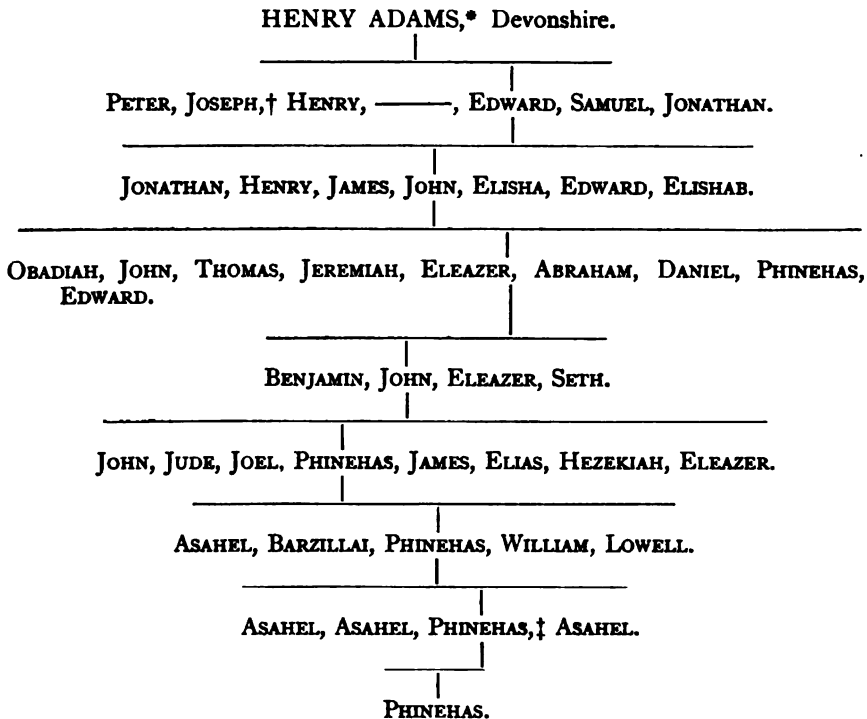 HENRY ADAMS,* Devonshire.
PETER, JOSEPH,† HENRY, ———, EDWARD, SAMUEL, JONATHAN.
JONATHAN, HENRY, JAMES, JOHN, ELISHA, EDWARD, ELISHAB.
OBADIAH, JOHN, THOMAS, JEREMIAH, ELEAZER, ABRAHAM, DANIEL, PHINEHAS,
EDWARD.
BENJAMIN, JOHN, ELEAZER, SETH.
JOHN, JUDE, JOEL, PHINEHAS, JAMES, ELIAS, HEZEKIAH, ELEAZER.
ASAHEL, BARZILLAI, PHINEHAS, WILLIAM, LOWELL.
ASAHEL, ASAHEL, PHINEHAS,‡ ASAHEL.
PHINEHAS.